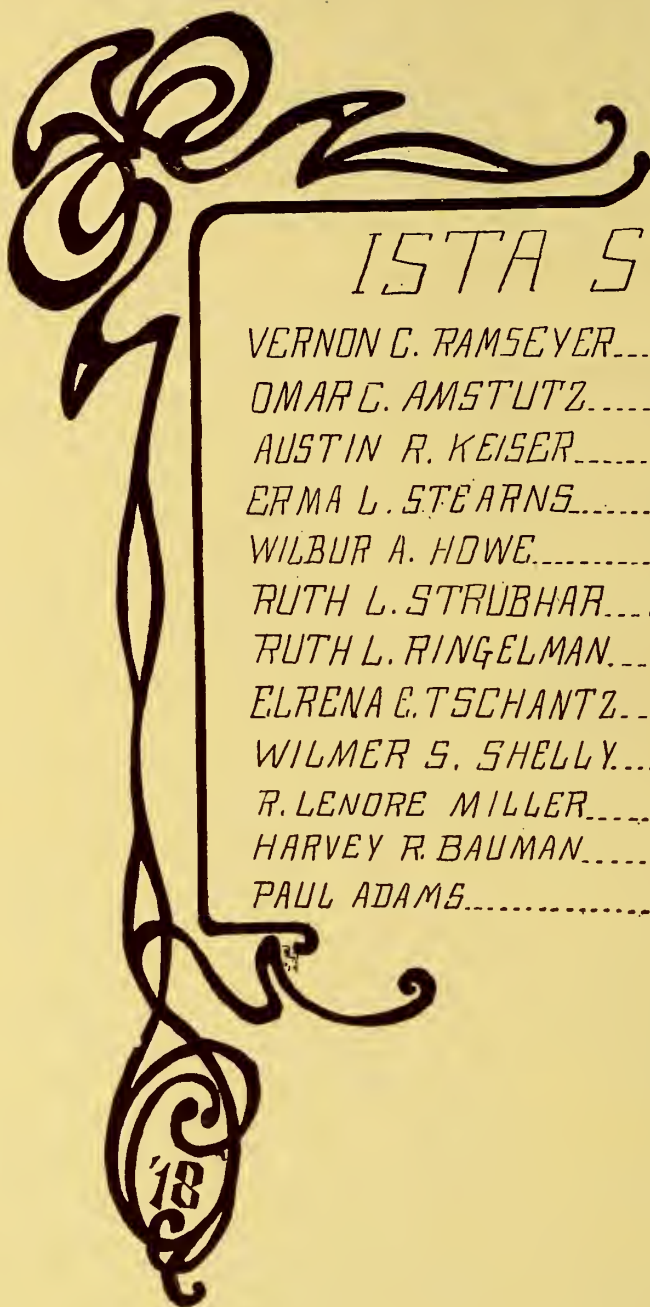 ISTA S
VERNON C. RAMSEYER....
OMAR C. AMSTUTZ.....
AUSTIN R. KEISER......
ERMA L. STEARNS.......
WILBUR A. HOWE..........
RUTH L. STRUBHAR....
RUTH L. RINGELMAN....
ELRENA E. TSCHANTZ...
WILMER S. SHELLY....
R. LENORE MILLER.....
HARVEY R. BAUMAN.....
PAUL ADAMS................
'18